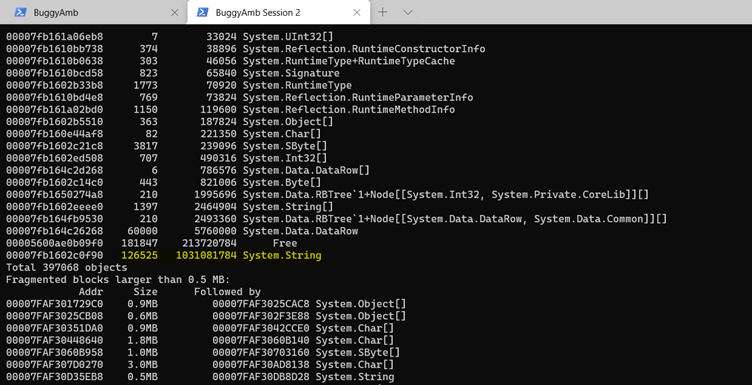 BuggyAmb
BuggyAmb Session 2
00007fb161a06eb8 7 33024 System.UInt32[]
00007fb1610bb738 374 38896 System.Reflection.RuntimeConstructorInfo
00007fb1610b0638 303 46056 System.RuntimeType+RuntimeTypeCache
00007fb1610bcd58 823 65840 System.Signature
00007fb1602b33b8 1773 70920 System.RuntimeType
00007fb1610bd4e8 769 73824 System.Reflection.RuntimeParameterInfo
00007fb161a02bd0 1150 119600 System.Reflection.RuntimeMethodInfo
00007fb1602b5510 363 187824 System.Object[]
00007fb160e44af8 82 221350 System.Char[]
00007fb1602c21c8 3817 239096 System.SByte[]
00007fb1602ed508 707 490316 System.Int32[]
00007fb164c2d268 6 786576 System.Data.DataRow[]
00007fb1602c14c0 443 821006 System.Byte[]
00007fb1650274a8 210 1995696 System.Data.RBTree`1+Node[[System.Int32, System.Private.CoreLib]][]
00007fb1602eeee0 1397 2464904 System.String[]
00007fb164fb9530 210 2493360 System.Data.RBTree`1+Node[[System.Data.DataRow, System.Data.Common]][]
00007fb164c26268 60000 5760000 System.Data.DataRow
00005600ae0b09f0 181847 213720784 Free
00007fb1602c0f90 126525 1031081784 System.String
Total 397068 objects
Fragmented blocks larger than 0.5 MB:
Addr Size Followed by
00007FAF301729C0 0.9MB 00007FAF3025CAC8 System.Object[]
00007FAF3025CB08 0.6MB 00007FAF302F3E88 System.Object[]
00007FAF30351DA0 0.9MB 00007FAF3042CCE0 System.Char[]
00007FAF30448640 1.8MB 00007FAF3060B140 System.Char[]
00007FAF3060B958 1.0MB 00007FAF30703160 System.SByte[]
00007FAF307D0270 3.0MB 00007FAF30AD8138 System.Char[]
00007FAF30D35EB8 0.5MB 00007FAF30DB8D28 System.String